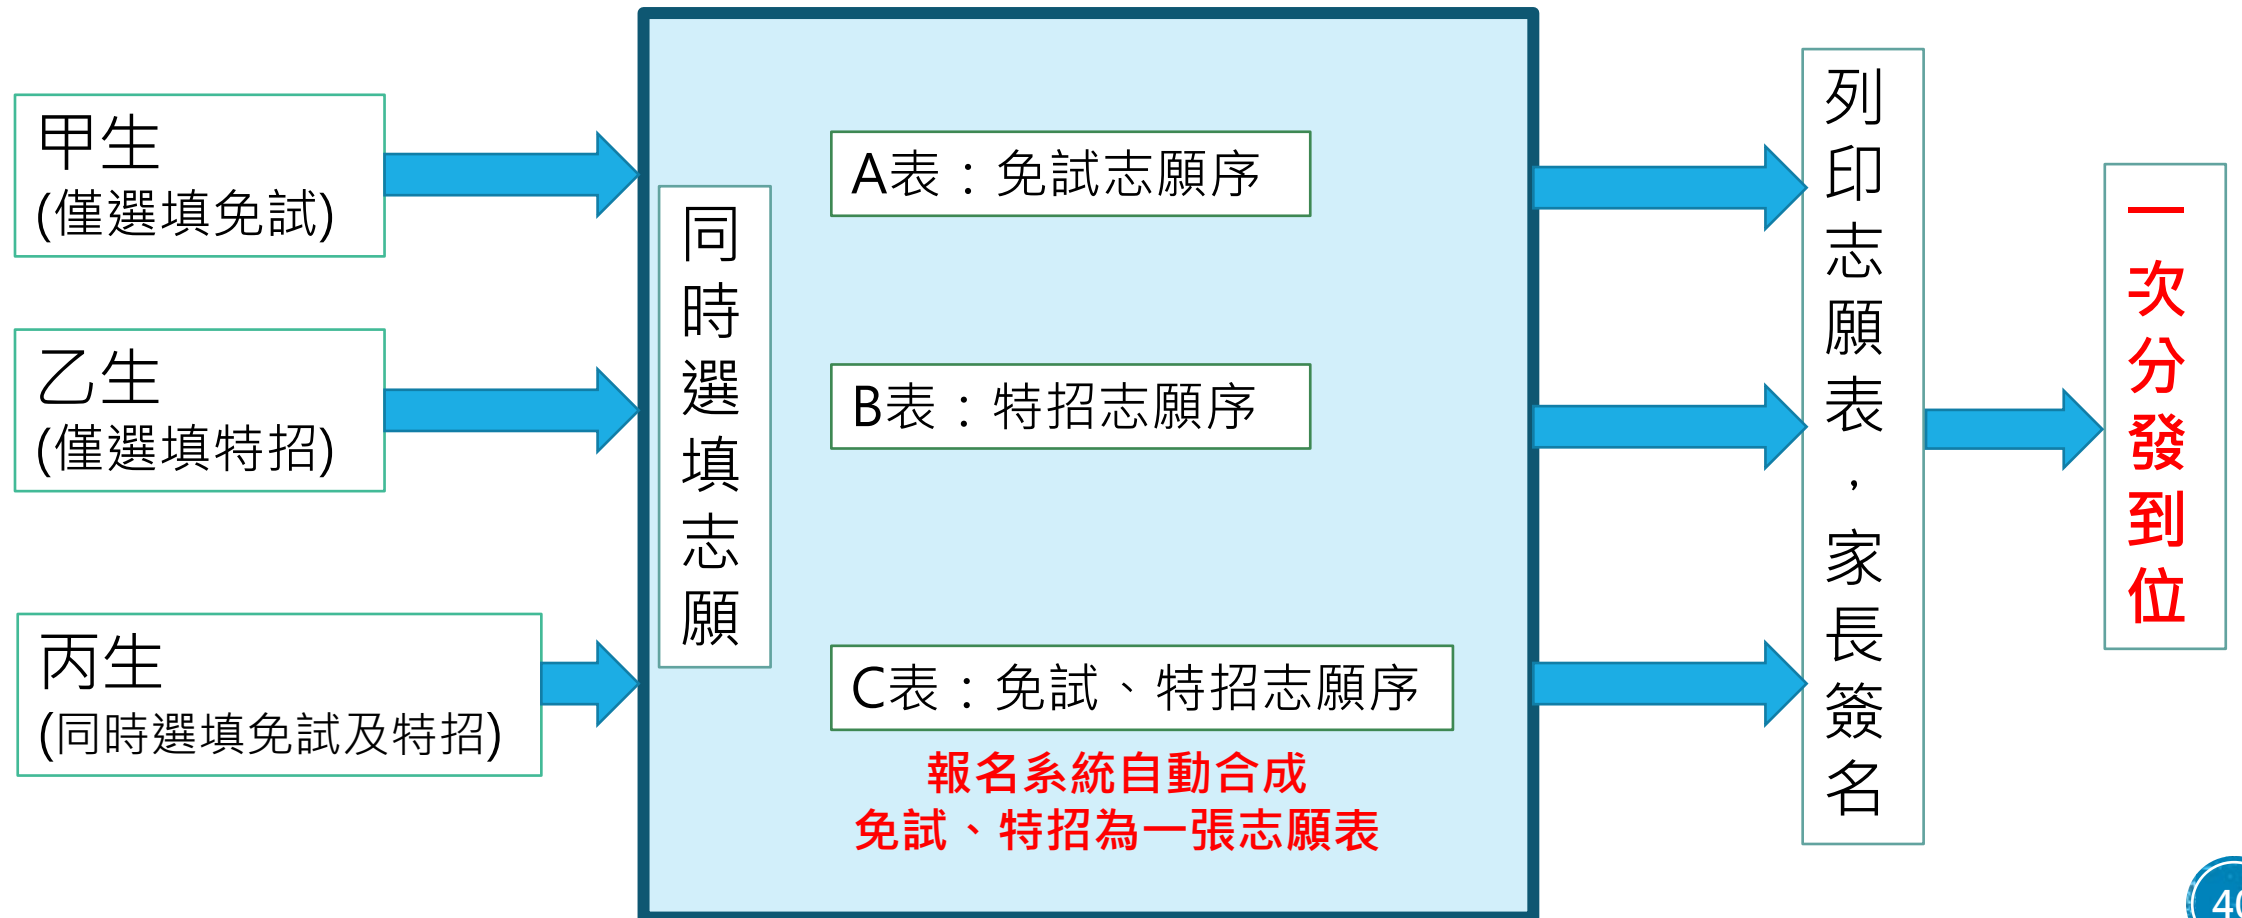 甲生
(僅選填免試)
乙生
(僅選填特招)
丙生
(同時選填免試及特招)
同時選填志願
A表：免試志願序
B表：特招志願序
C表：免試、特招志願序
報名系統自動合成
免試、特招為一張志願表
列印志願表，家長簽名
一次分發到位
40